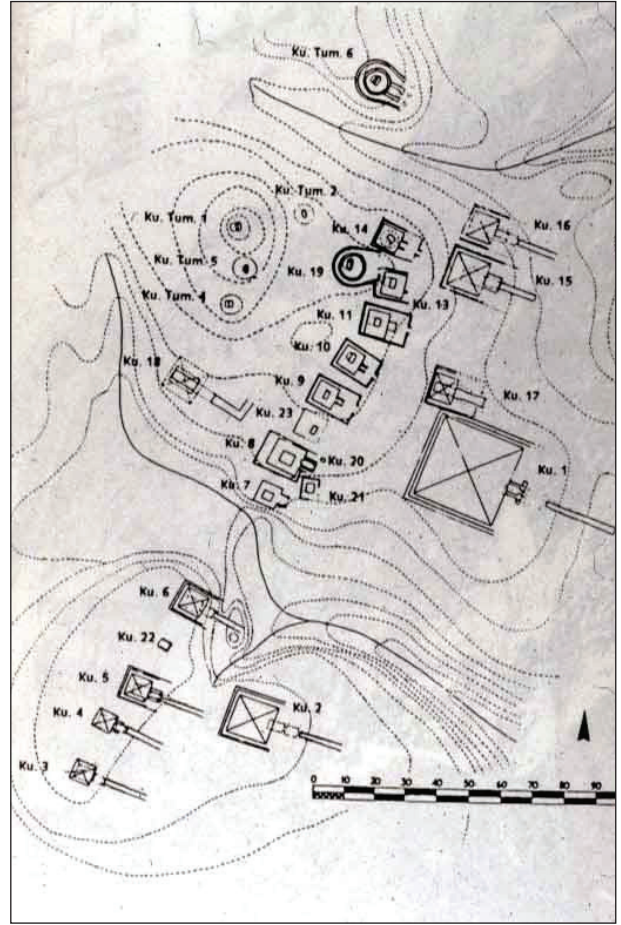 Ku. Tum. 6
Ku. Tum. 2
Ku. Tum. 1
Ku. 14
Ku. 16
Ku. Tum. 5
Ku. 19
Ku. 15
Ku. Tum. 4
Ku. 13
Ku. 11
Ku. 10
Ku. 18
Ku. 9
Ku. 17
Ku. 23
Ku. 8
Ku. 20
Ku. 1
Ku. 7
Ku. 21
Ku. 6
Ku. 22
Ku. 5
Ku. 2
Ku. 4
Ku. 3
0 10 20 30 40 50 60 70 80 90